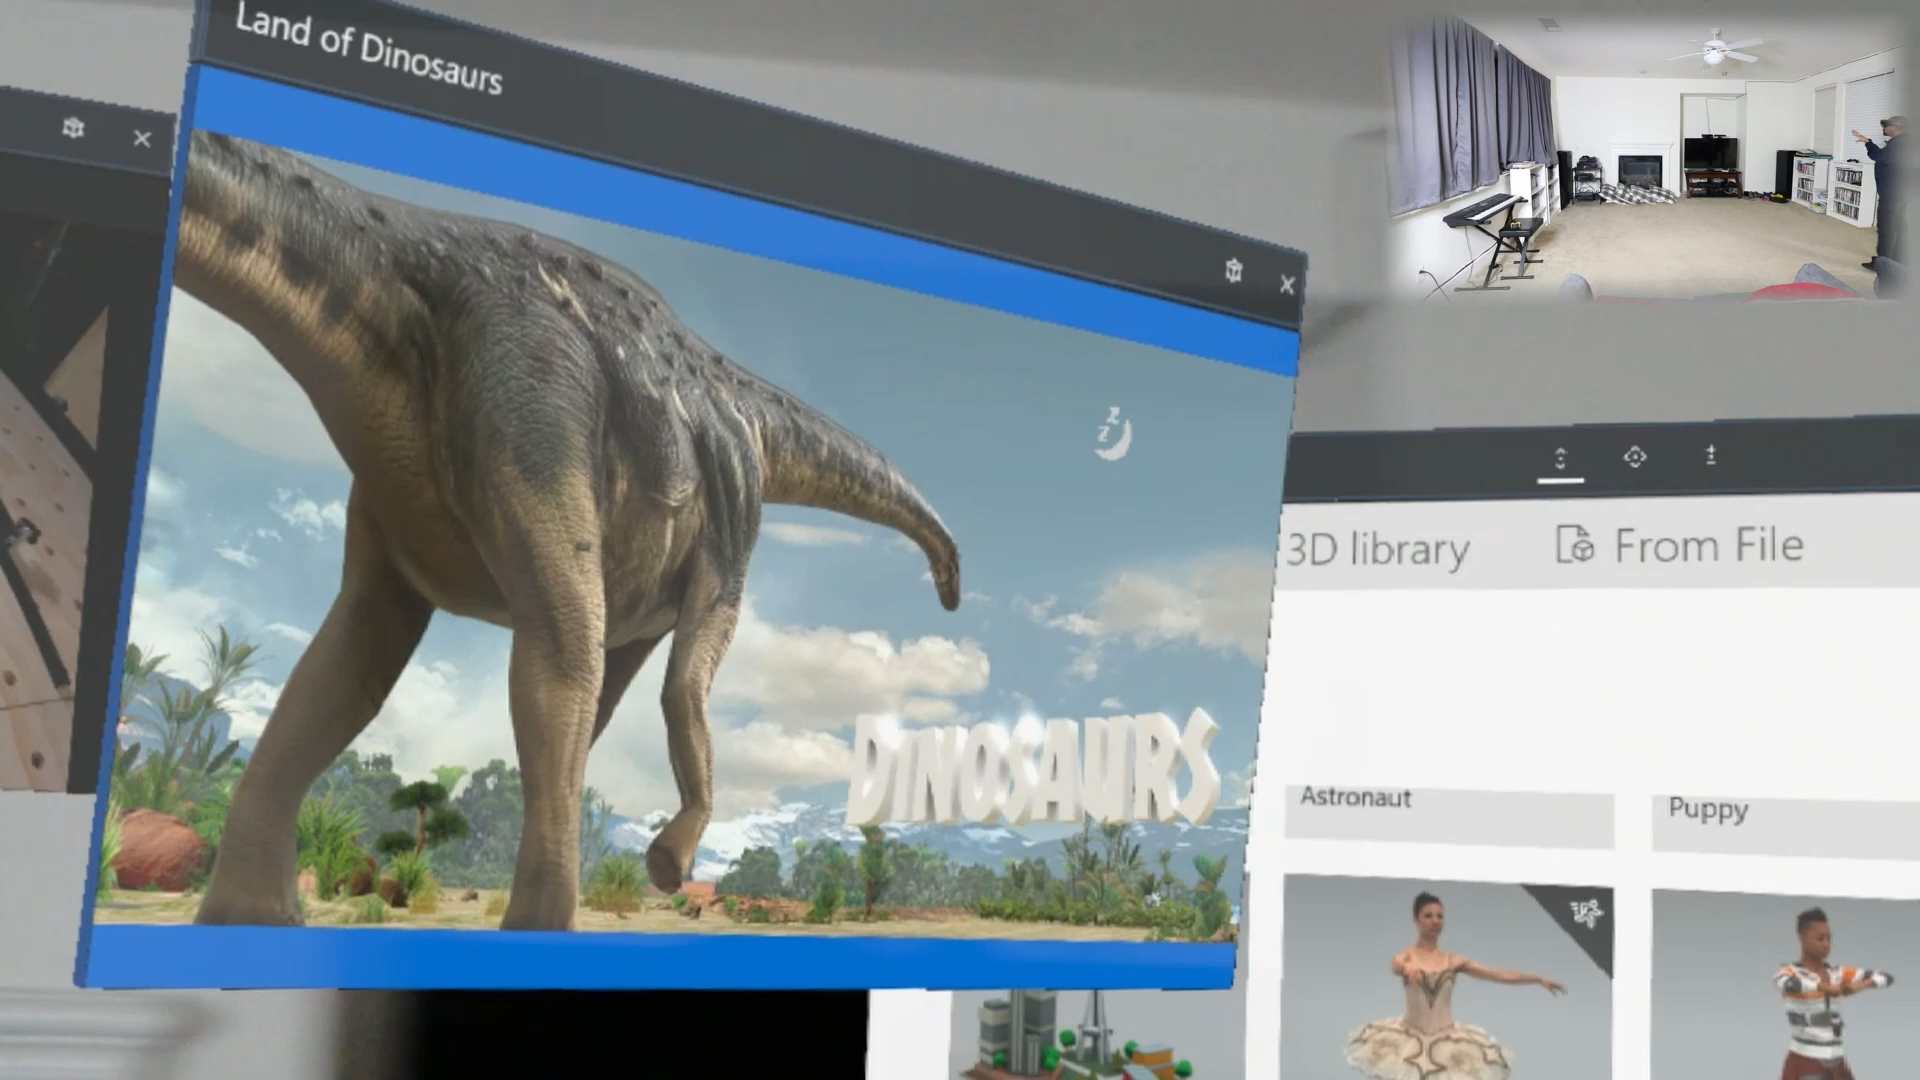 Land of Dinosaurs
z
z
DINOSAURS
3D library
From File
Astronaut
Puppy